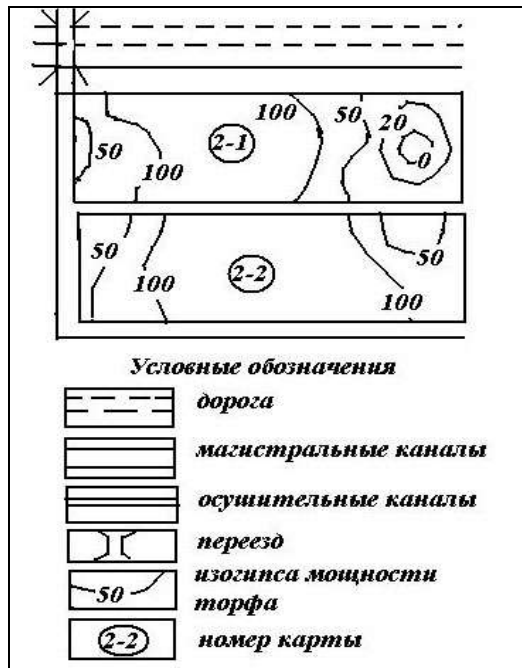 100
50
20
50
2-1
0
100
50
2-2
50
100
100
Условные обозначения
дорога
магистральные каналы
осушительные каналы
переезд
50
изогипса мощности
торфа
2-2
номер карты